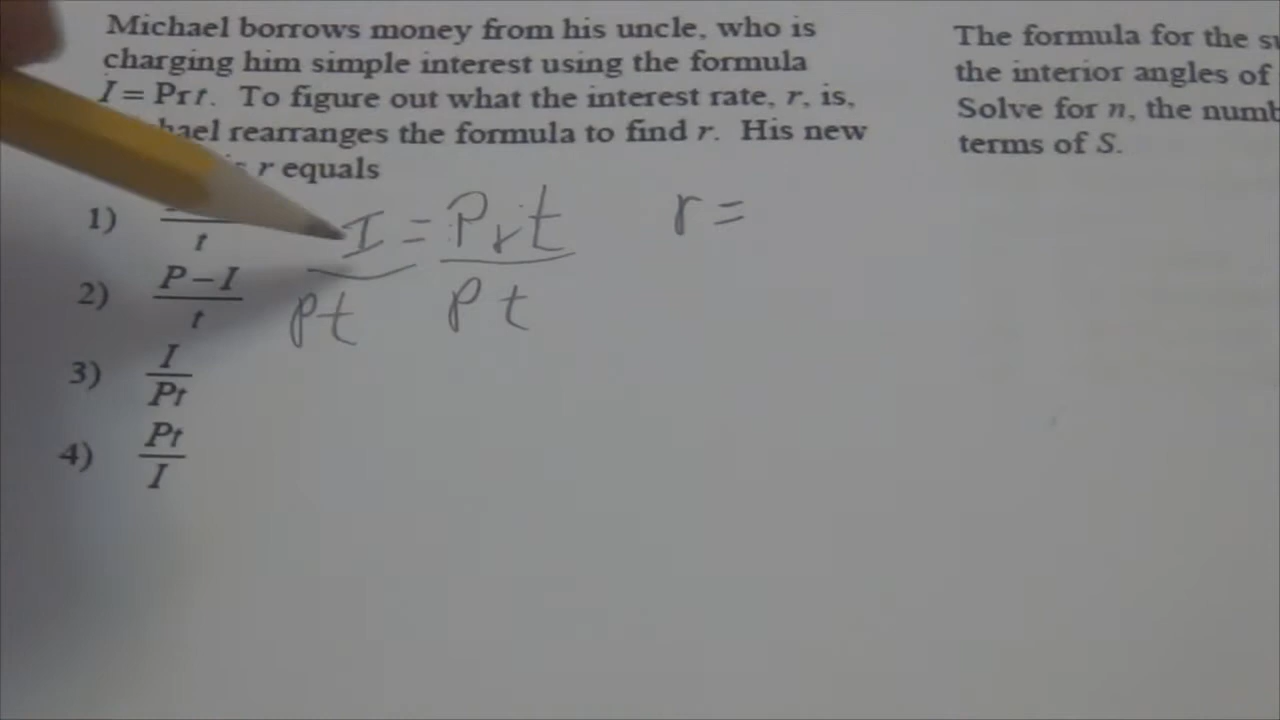 Michael borrows money from his uncle, who is
charging him simple interest using the formula
I = Prt. To figure out what the interest rate, r, is,
rearranges the formula to find r. His new
r equals
1)
t
2) P – I
t
3) I
Pt
4) Pt
I
I = Prt
Pt Pt
r =
The formula for the
the interior angles of
Solve for n, the
terms of S.